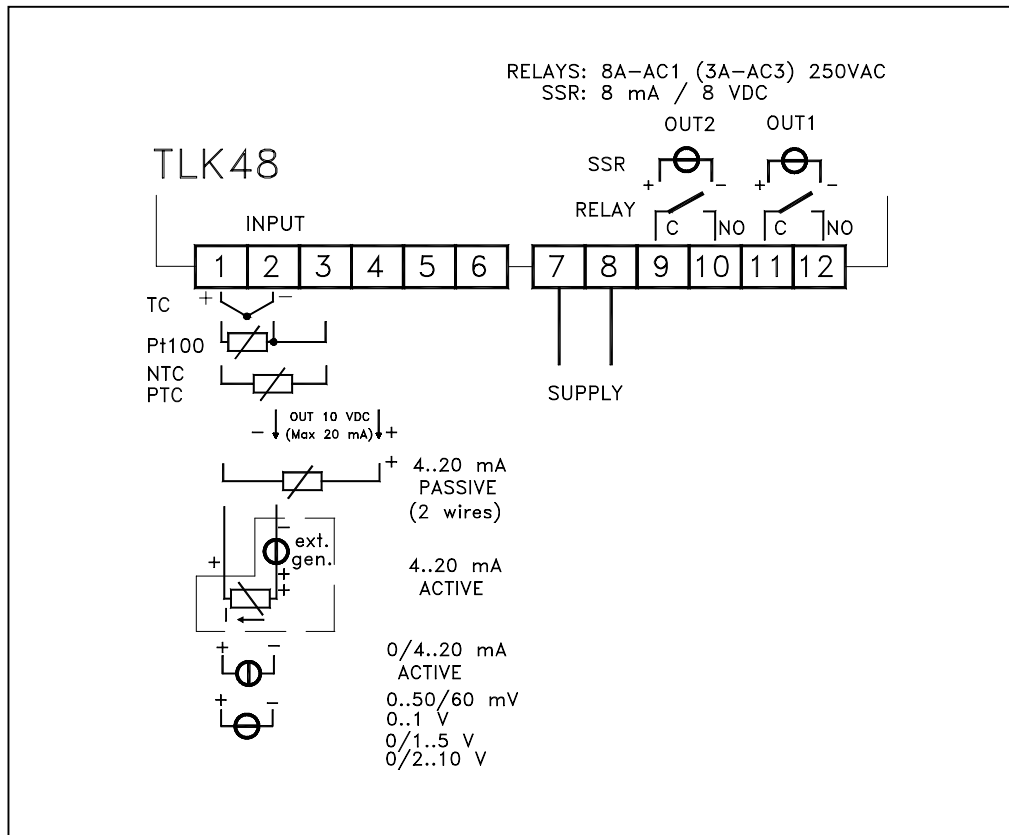 RELAYS: 8A-AC1 (3A-AC3) 250VAC
SSR: 8 mA / 8 VDC
OUT2 OUT1
TLK48
SSR
+ - + -
RELAY
C NO C NO
INPUT
1 2 3 4 5 6 7 8 9 10 11 12
TC + -
Pt100
NTC
PTC
SUPPLY
OUT 10 VDC
- (Max 20 mA) +
+ 4..20 mA
PASSIVE
(2 wires)
-
ext.
gen.
+
+
+
4..20 mA
ACTIVE
I
+ -
0/4..20 mA
ACTIVE
+ -
0..50/60 mV
0..1 V
0/1..5 V
0/2..10 V